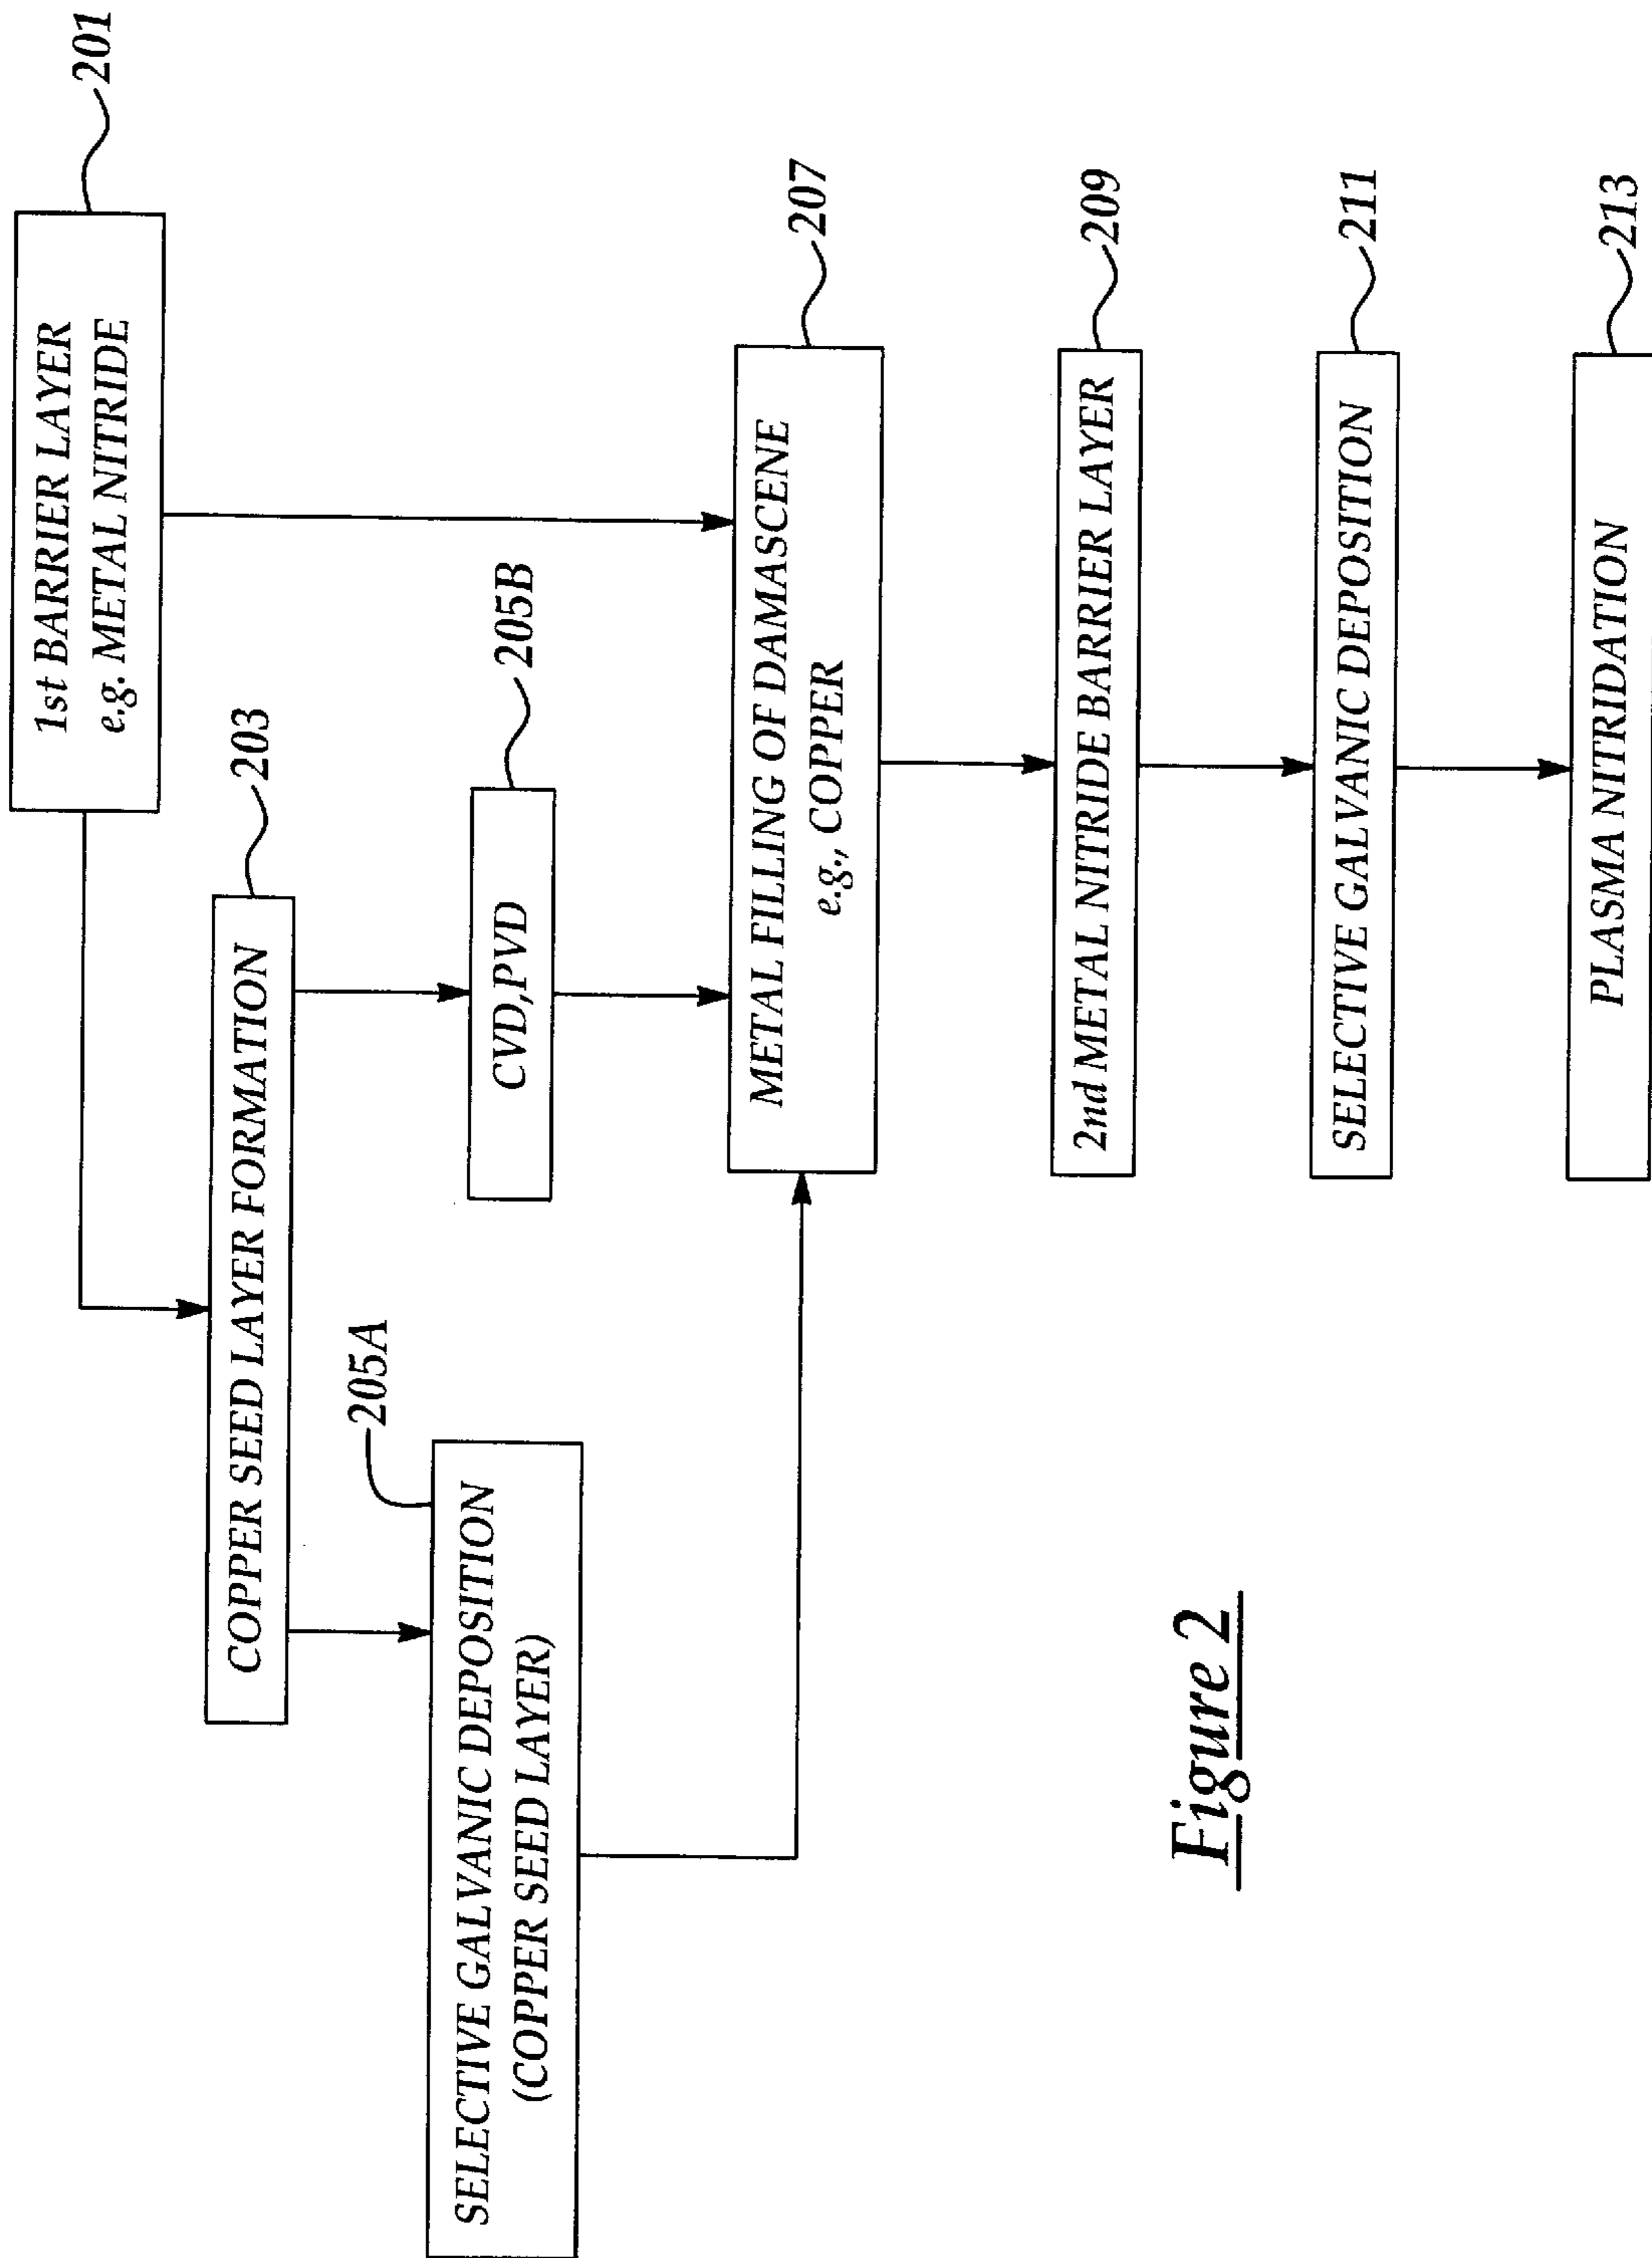 201
1st BARRIER LAYER
e.g. METAL NITRIDE
203
COPPER SEED LAYER FORMATION
205A
SELECTIVE GALVANIC DEPOSITION
(COPPER SEED LAYER)
205B
CVD,PVD
207
METAL FILLING OF DAMASCENE
e.g., COPPER
209
2nd METAL NITRIDE BARRIER LAYER
211
SELECTIVE GALVANIC DEPOSITION
213
PLASMA NITRIDATION
Figure 2